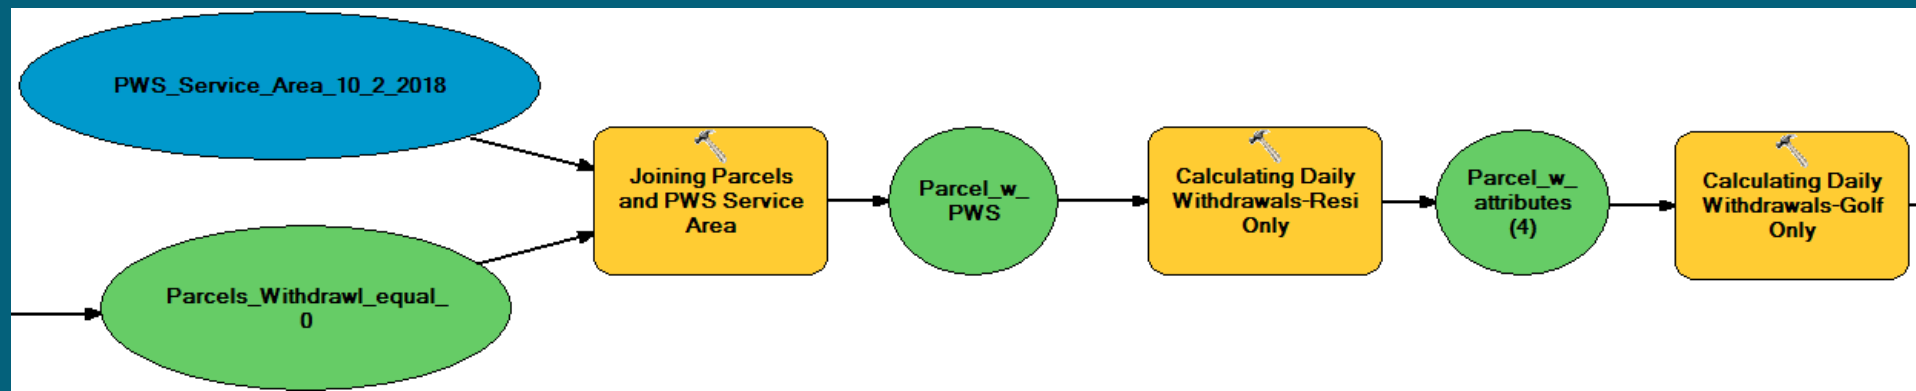 PWS_Service_Area_10_2_2018
Parcels_Withdrawl_equal_
0
Joining Parcels
and PWS Service
Area
Parcel_w_
PWS
Calculating Daily
Withdrawals-Resi
Only
Parcel_w_
attributes
(4)
Calculating Daily
Withdrawals-Golf
Only